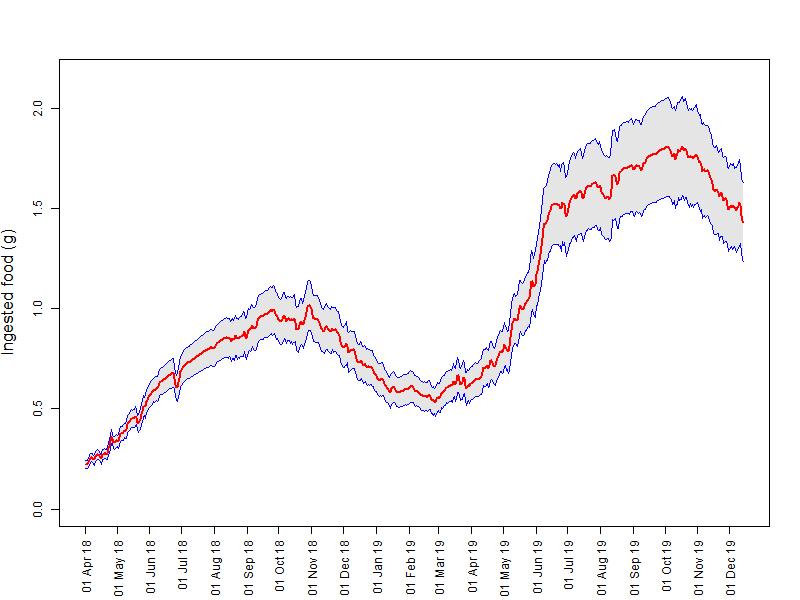 Ingested food (g)
2.0
1.5
1.0
0.5
0.0
01 Apr 18
01 May 18
01 Jun 18
01 Jul 18
01 Aug 18
01 Sep 18
01 Oct 18
01 Nov 18
01 Dec 18
01 Jan 19
01 Feb 19
01 Mar 19
01 Apr 19
01 May 19
01 Jun 19
01 Jul 19
01 Aug 19
01 Sep 19
01 Oct 19
01 Nov 19
01 Dec 19